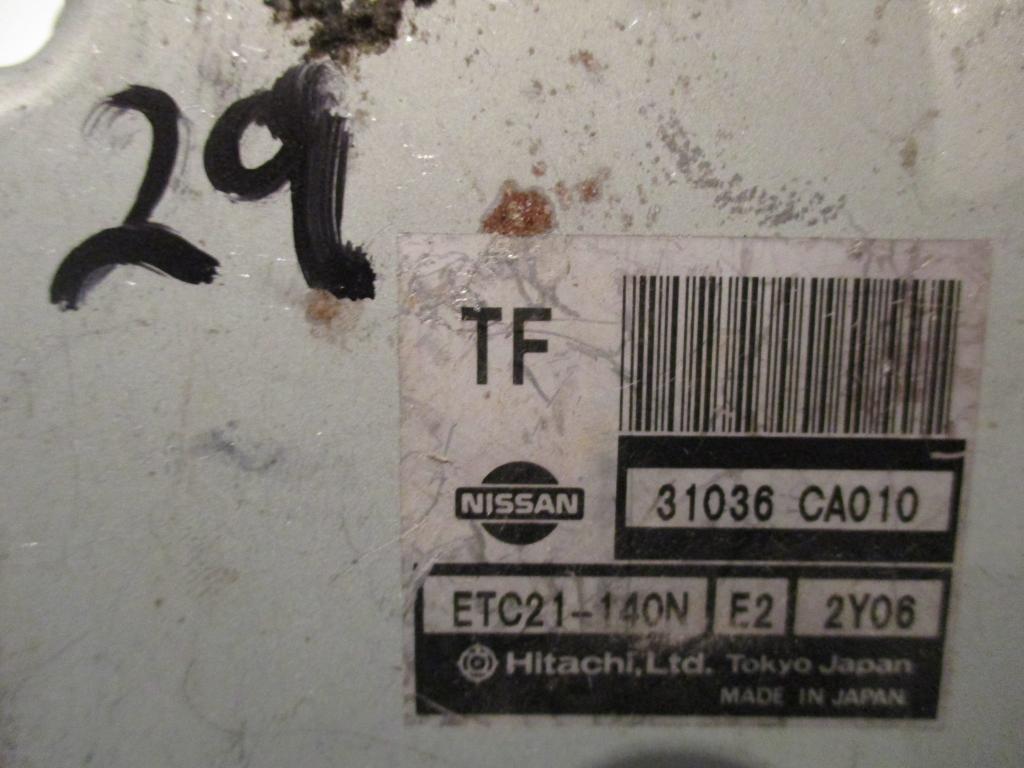 29
TF
NISSAN
31036 CA010
ETC21-140N E2 2Y06
Hitachi,Ltd. Tokyo Japan
MADE IN JAPAN